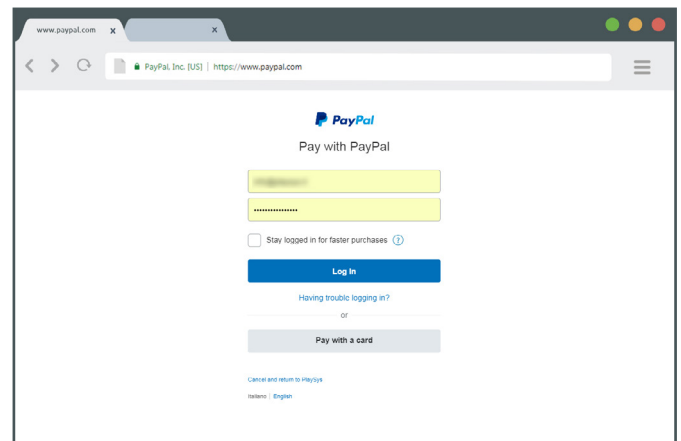 www.paypal.com x x
PayPal, Inc. [US] | https://www.paypal.com
PayPal
Pay with PayPal
Stay logged in for faster purchases ?
Log In
Having trouble logging in?
or
Pay with a card
Cancel and return to PlaySys
Italiano | English